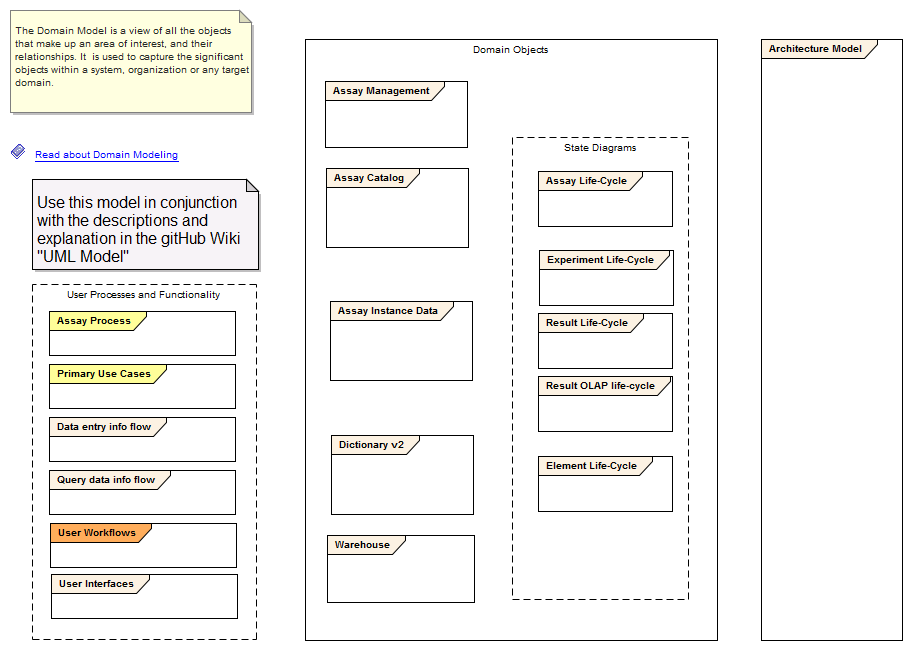 The Domain Model is a view of all the objects
that make up an area of interest, and their
relationships. It  is used to capture the significant
objects within a system, organization or any target
domain.
Read about Domain Modeling
Use this model in conjunction
with the descriptions and
explanation in the gitHub Wiki
"UML Model"
User Processes and Functionality
Assay Process
Primary Use Cases
Data entry info flow
Query data info flow
User Workflows
User Interfaces
Domain Objects
Assay Management
Assay Catalog
Assay Instance Data
Dictionary v2
Warehouse
State Diagrams
Assay Life-Cycle
Experiment Life-Cycle
Result Life-Cycle
Result OLAP life-cycle
Element Life-Cycle
Architecture Model